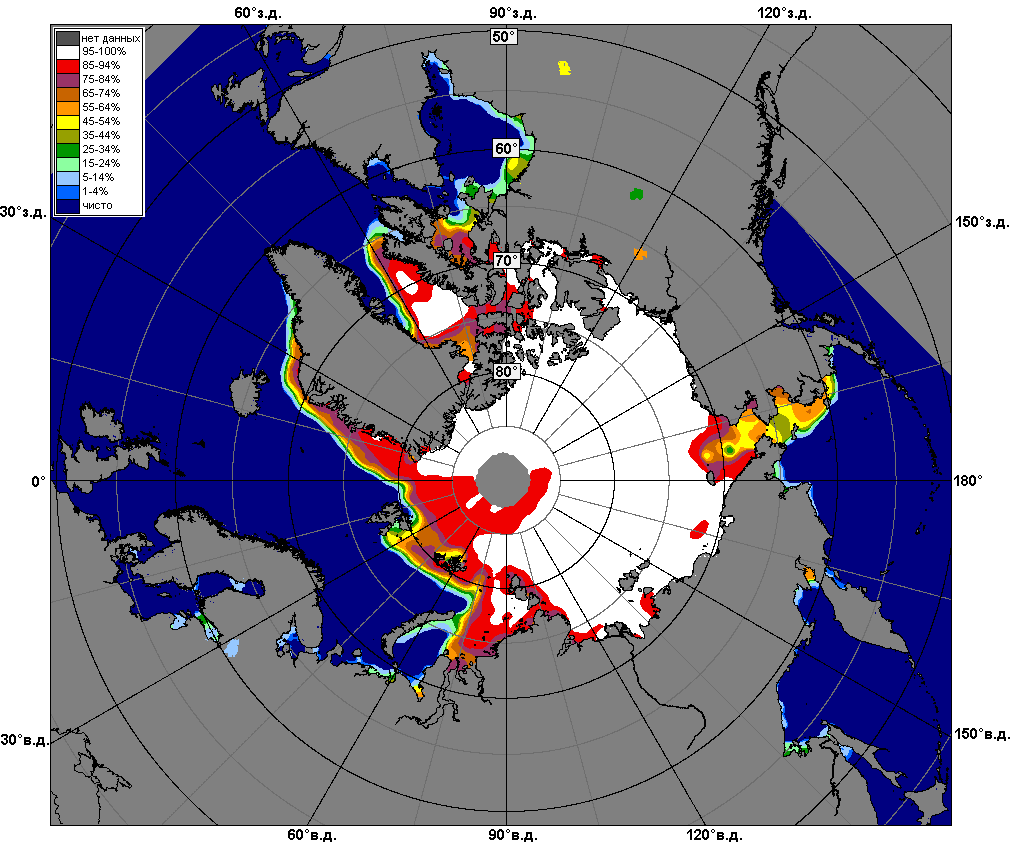 60°з.д.
90°з.д.
120°з.д.
нет данных
95-100%
85-94%
75-84%
65-74%
55-64%
45-54%
35-44%
25-34%
15-24%
5-14%
1-4%
чисто
50°
60°
30°з.д.
150°з.д.
70°
80°
0°
180°
30°в.д.
150°в.д.
60°в.д.
90°в.д.
120°в.д.